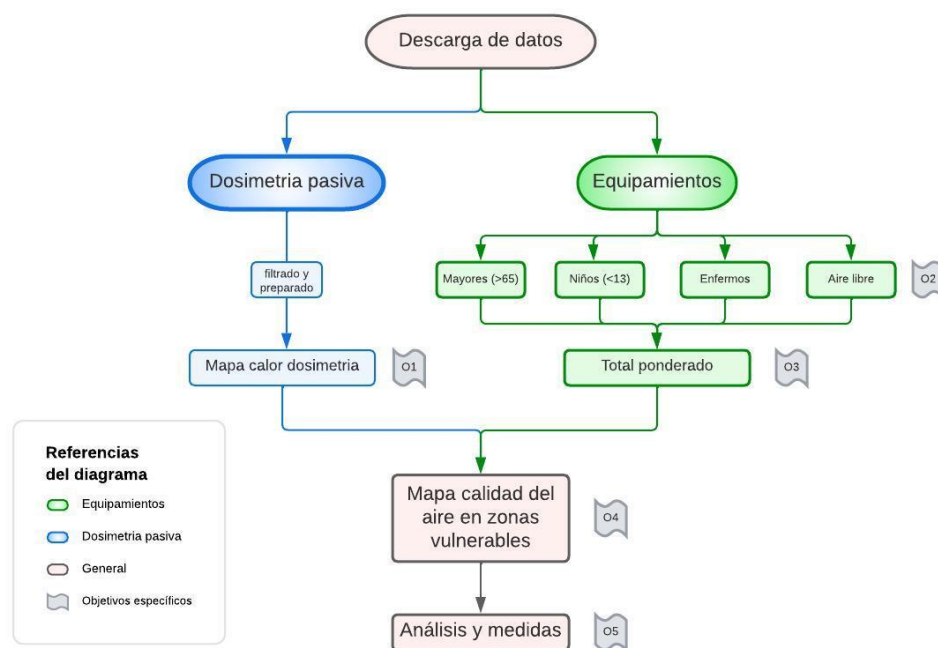 Descarga de datos
Dosimetria pasiva
Equipamientos
filtrado y
preparado
Mayores (>65)
Niños (<13)
Enfermos
Aire libre
O2
Mapa calor dosimetria
O1
Total ponderado
O3
Referencias
del diagrama
Equipamientos
Dosimetria pasiva
General
Objetivos específicos
Mapa calidad del
aire en zonas
vulnerables
O4
Análisis y medidas
O5